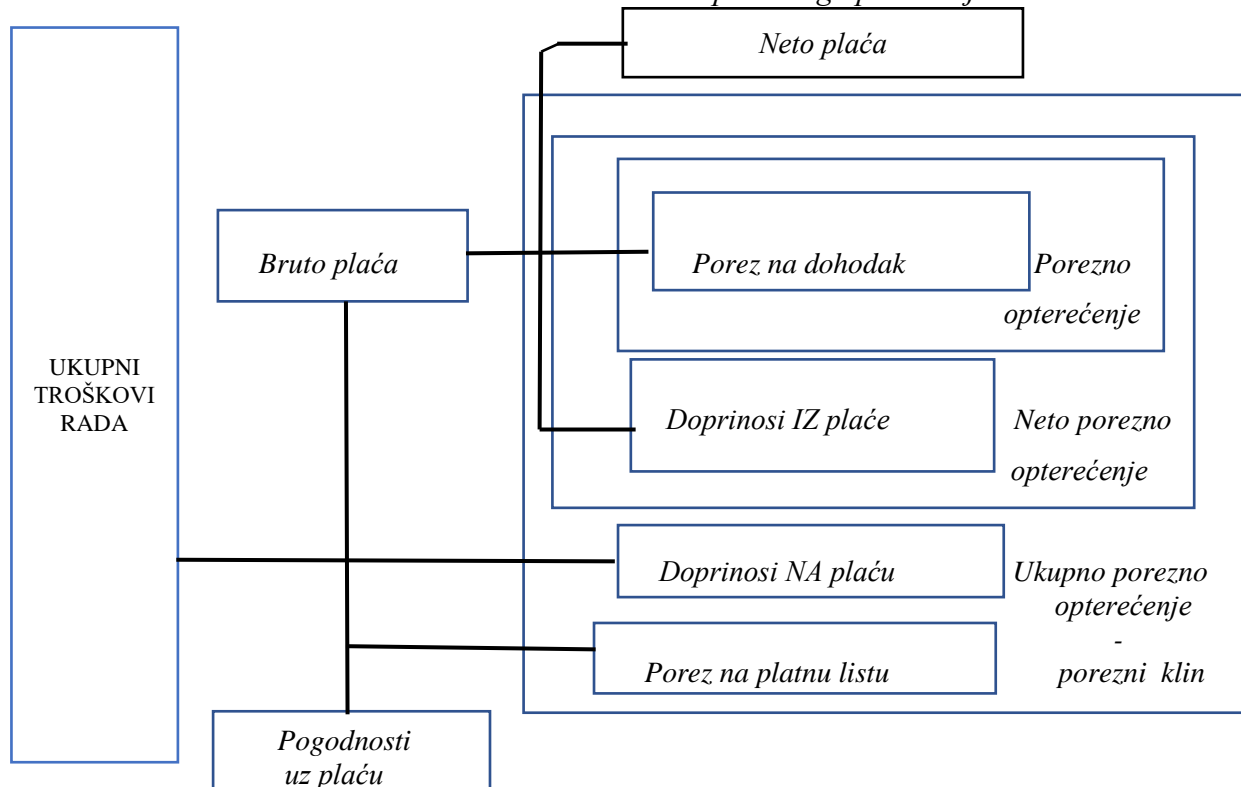 Neto plaća
Bruto plaća
Porez na dohodak
Porezno
opterećenje
UKUPNI
TROŠKOVI
RADA
Doprinosi IZ plaće
Neto porezno
opterećenje
Doprinosi NA plaću
Ukupno porezno
opterećenje
-
porezni klin
Porez na platnu listu
Pogodnosti
uz plaću